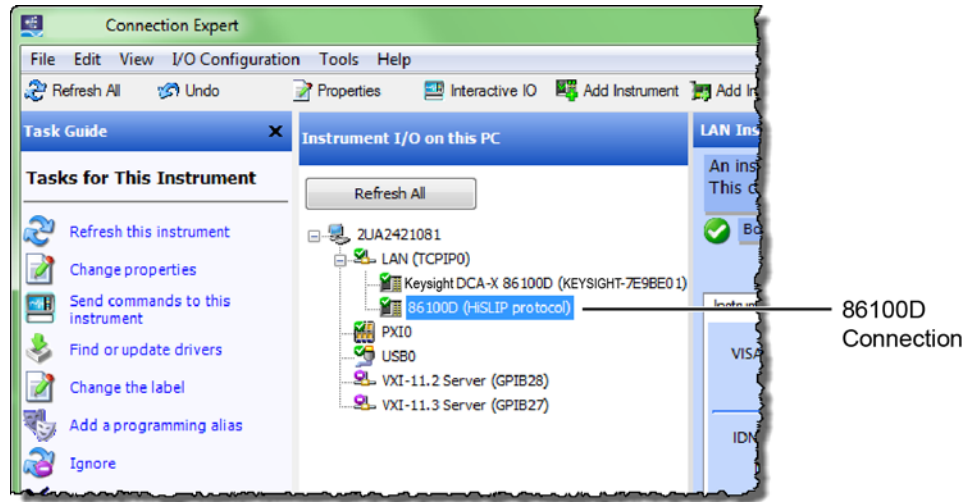 Connection Expert
File Edit View I/O Configuration Tools Help
Refresh All Undo Properties Interactive IO Add Instrument Add
Task Guide
Tasks for This Instrument
Refresh this instrument
Change properties
Send commands to this
instrument
Find or update drivers
Change the label
Add a programming alias
Ignore
Instrument I/O on this PC
Refresh All
2UA2421081
LAN (TCPIP0)
Keysight DCA-X 86100D (KEYSIGHT-7E9BE01)
86100D (HiSLIP protocol)
PXI0
USB0
VXI-11.2 Server (GPIB28)
VXI-11.3 Server (GPIB27)
LAN Ins
An ins
This
VISA
IDN
86100D
Connection